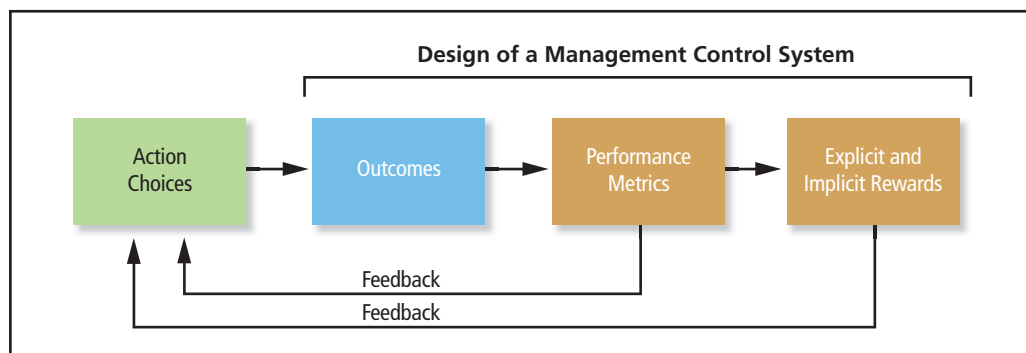 Design of a Management Control System
Action
Choices
Outcomes
Performance
Metrics
Explicit and
Implicit Rewards
Feedback
Feedback